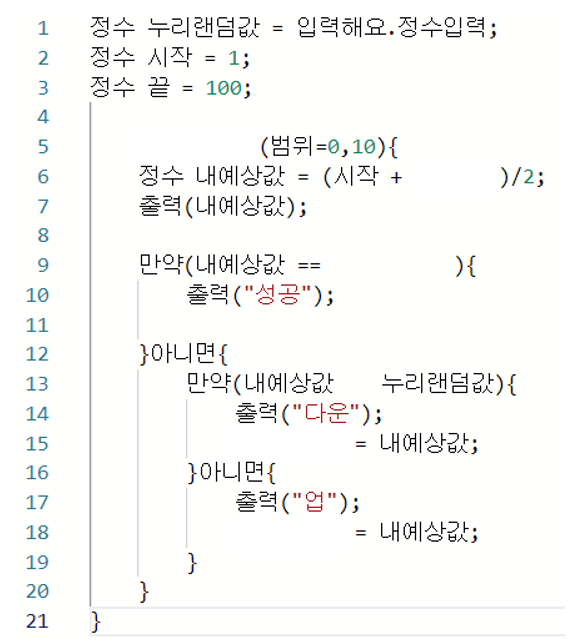 1 정수 누리랜덤값 = 입력해요.정수입력;
2 정수 시작 = 1;
3 정수 끝 = 100;
4
5 (범위=0,10){
6 정수 내예상값 = (시작 + )/2;
7 출력(내예상값);
8
9 만약(내예상값 == ){
10 출력("성공");
11
12 }아니면{
13 만약(내예상값 누리랜덤값){
14 출력("다운");
15 = 내예상값;
16 }아니면{
17 출력("업");
18 = 내예상값;
19 }
20 }
21 }